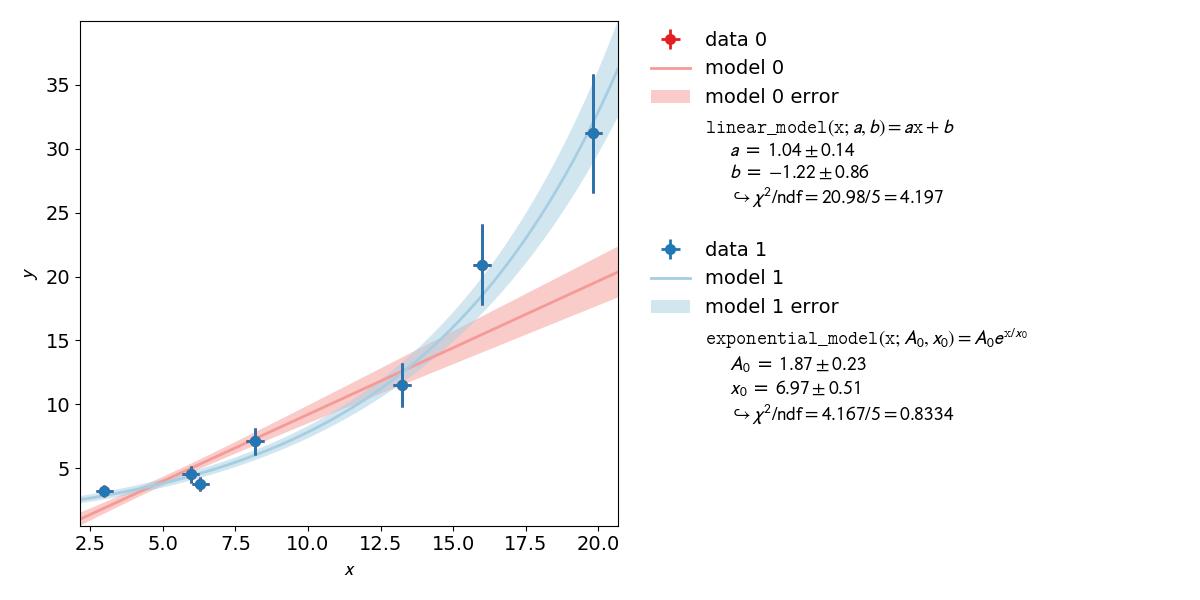 35
30
25
20
15
10
5
y
2.5 5.0 7.5 10.0 12.5 15.0 17.5 20.0
x
data 0
model 0
model 0 error
linear_model(x; a, b) = ax + b
a = 1.04 ± 0.14
b = −1.22 ± 0.86
↪ χ²/ndf = 20.98/5 = 4.197
data 1
model 1
model 1 error
exponential_model(x; A₀, x₀) = A₀e^{x/x₀}
A₀ = 1.87 ± 0.23
x₀ = 6.97 ± 0.51
↪ χ²/ndf = 4.167/5 = 0.8334